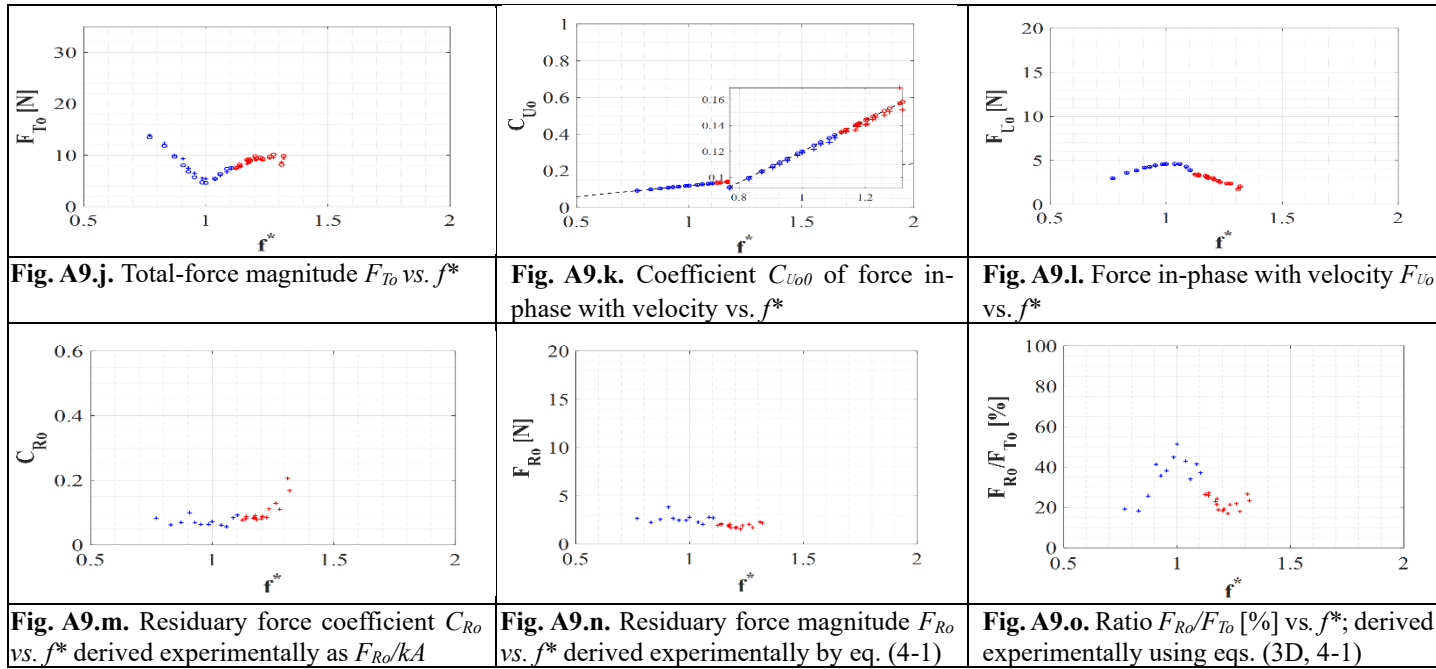 35
30
20
10
0
F_To [N]
0.5 1 1.5 2
f*
1
0.8
0.6
0.4
0.2
0
C_U0
0.16
0.14
0.12
0.1
0.8 1 1.2
0.5 1 1.5 2
f*
20
15
10
5
0
F_U0 [N]
0.5 1 1.5 2
f*
Fig. A9.j. Total-force magnitude F_To vs. f*
Fig. A9.k. Coefficient C_Uo0 of force in-
phase with velocity vs. f*
Fig. A9.l. Force in-phase with velocity F_Uo
vs. f*
0.6
0.4
0.2
0
C_R0
0.5 1 1.5 2
f*
20
15
10
5
0
F_R0 [N]
0.5 1 1.5 2
f*
100
80
60
40
20
0
F_R0/F_T0 [%]
0.5 1 1.5 2
f*
Fig. A9.m. Residuary force coefficient C_Ro
vs. f* derived experimentally as F_Ro/kA
Fig. A9.n. Residuary force magnitude F_Ro
vs. f* derived experimentally by eq. (4-1)
Fig. A9.o. Ratio F_Ro/F_To [%] vs. f*; derived
experimentally using eqs. (3D, 4-1)